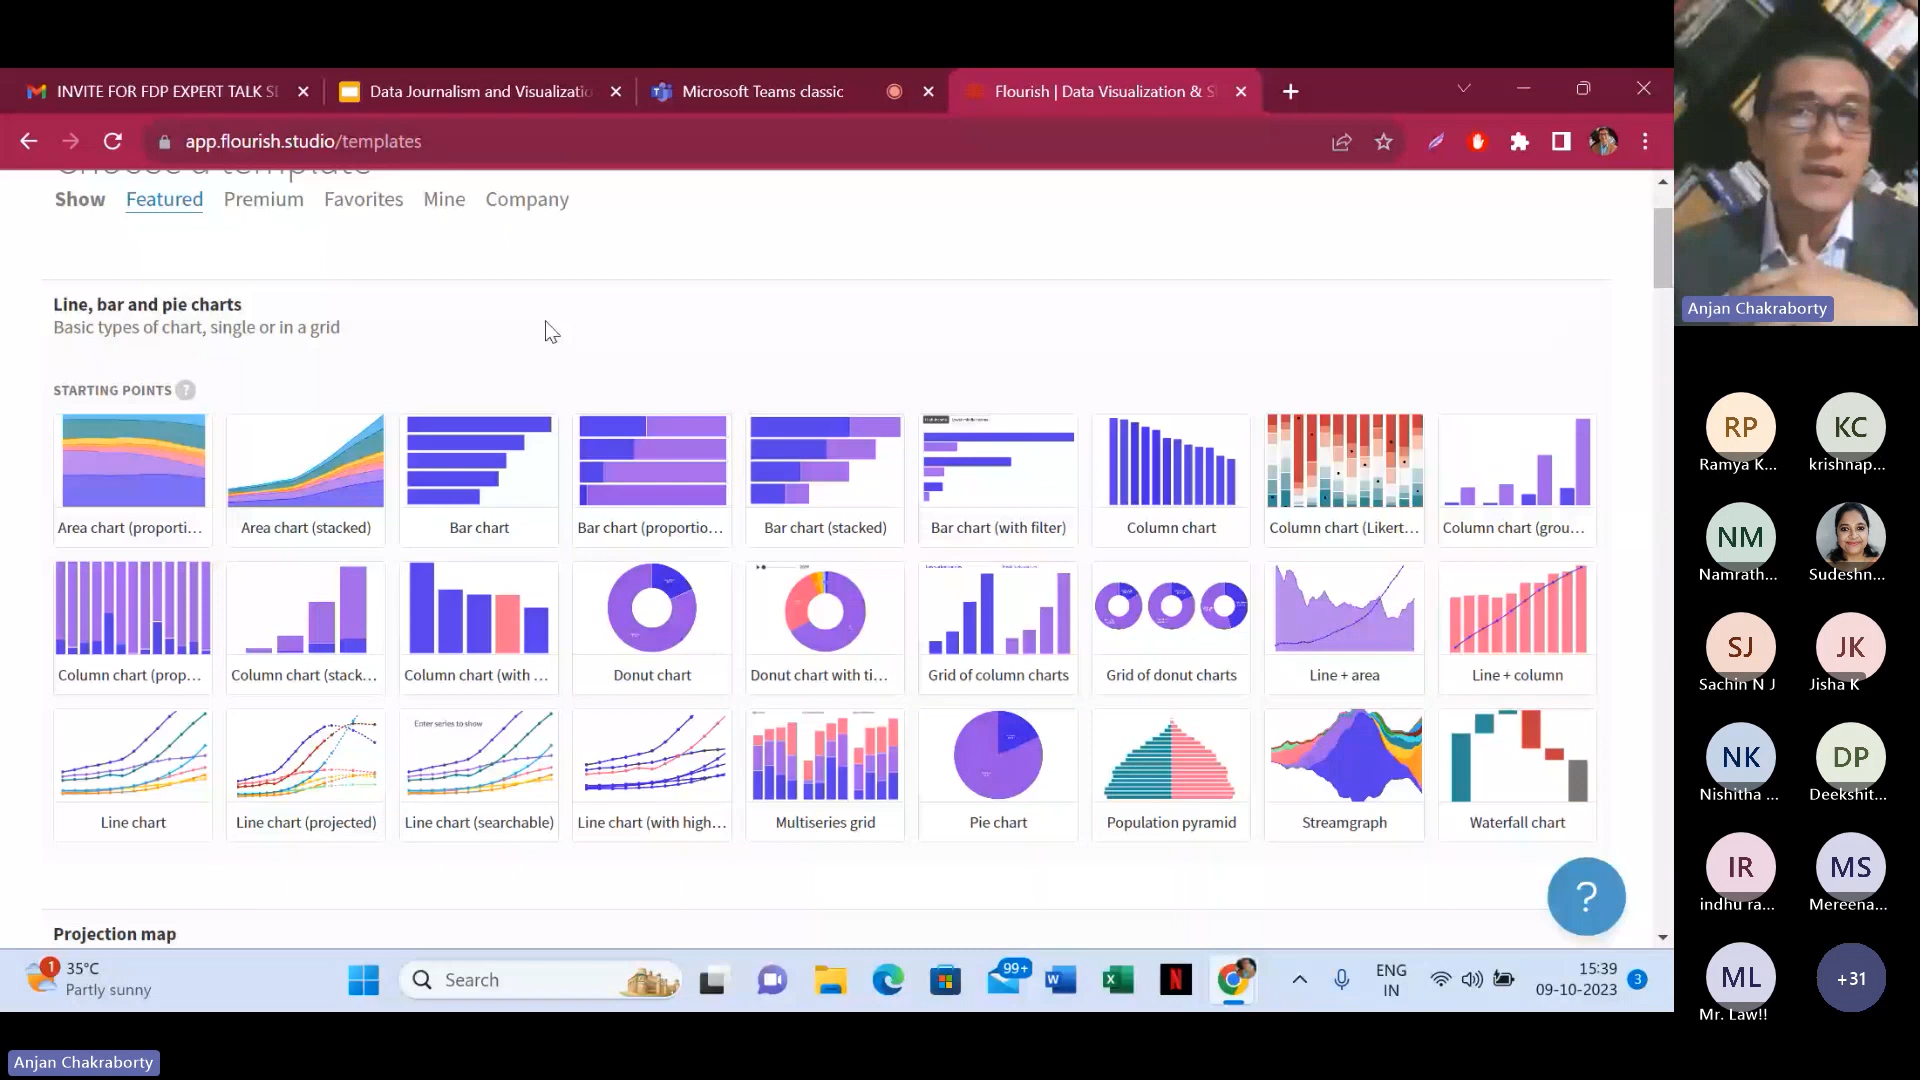 INVITE FOR FDP EXPERT TALK
Data Journalism and Visualizatio
Microsoft Teams classic
Flourish | Data Visualization & S
app.flourish.studio/templates
Choose a template
Show Featured Premium Favorites Mine Company
Line, bar and pie charts
Basic types of chart, single or in a grid
STARTING POINTS ?
Area chart (proporti...
Area chart (stacked)
Bar chart
Bar chart (proportio...
Bar chart (stacked)
Bar chart (with filter)
Column chart
Column chart (Likert...
Column chart (grou...
Column chart (prop...
Column chart (stack...
Column chart (with ...
Donut chart
Donut chart with ti...
Grid of column charts
Grid of donut charts
Line + area
Line + column
Enter series to show
Line chart
Line chart (projected)
Line chart (searchable)
Line chart (with high...
Multiseries grid
Pie chart
Population pyramid
Streamgraph
Waterfall chart
?
Projection map
1
35°C
Partly sunny
Search
99+
ENG
IN
15:39
09-10-2023
3
Anjan Chakraborty
RP
Ramya K...
KC
krishnap...
NM
Namrath...
Sudeshn...
SJ
Sachin N J
JK
Jisha K
NK
Nishitha ...
DP
Deekshit...
IR
indhu ra...
MS
Mereena...
ML
Mr. Law!!
+31
Anjan Chakraborty